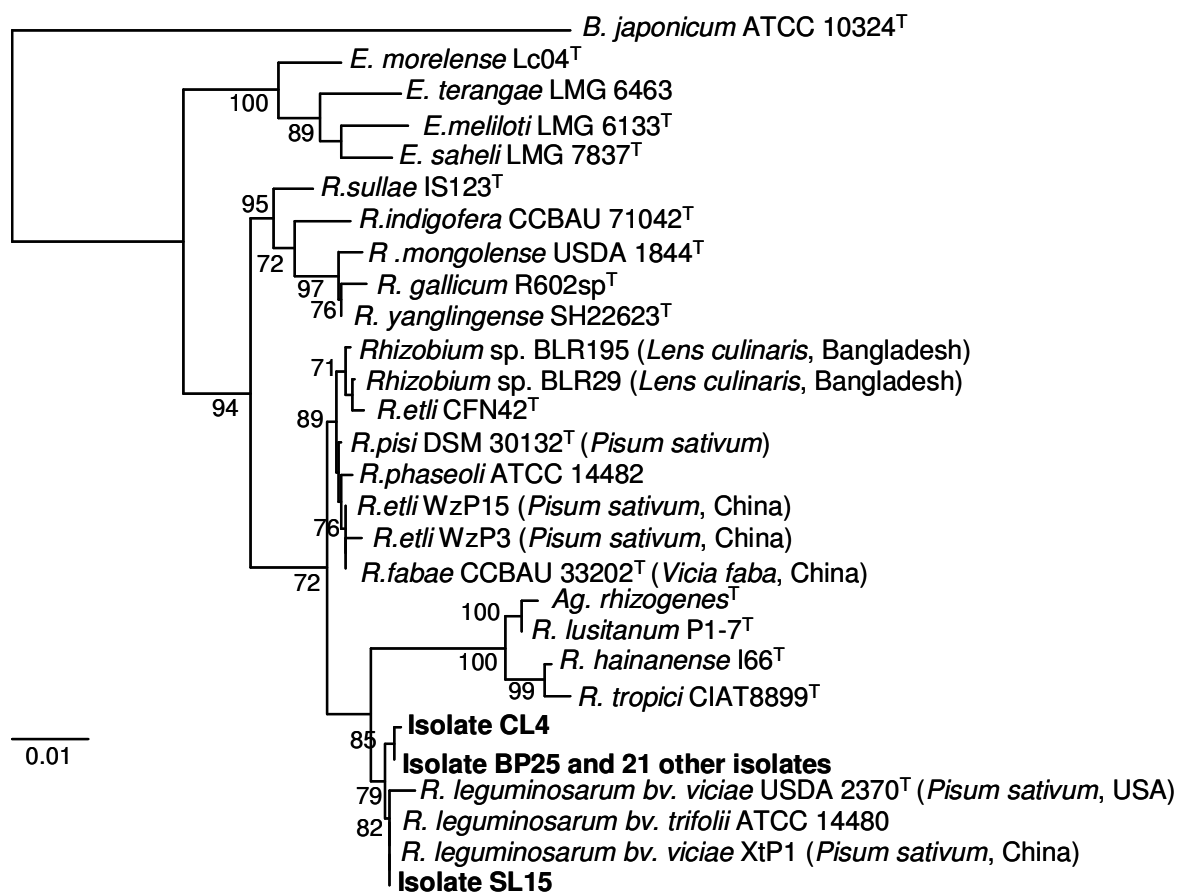 B. japonicum ATCC 10324T
E. morelense Lc04T
100
E. terangae LMG 6463
89
E.meliloti LMG 6133T
E. saheli LMG 7837T
R.sullae IS123T
95
R.indigofera CCBAU 71042T
72
R .mongolense USDA 1844T
97
R. gallicum R602spT
76
R. yanglingense SH22623T
Rhizobium sp. BLR195 (Lens culinaris, Bangladesh)
71
Rhizobium sp. BLR29 (Lens culinaris, Bangladesh)
94
R.etli CFN42T
89
R.pisi DSM 30132T (Pisum sativum)
R.phaseoli ATCC 14482
R.etli WzP15 (Pisum sativum, China)
76
R.etli WzP3 (Pisum sativum, China)
R.fabae CCBAU 33202T (Vicia faba, China)
72
Ag. rhizogenesT
100
R. lusitanum P1-7T
100
R. hainanense I66T
99
R. tropici CIAT8899T
Isolate CL4
85
0.01
Isolate BP25 and 21 other isolates
79
R. leguminosarum bv. viciae USDA 2370T (Pisum sativum, USA)
82
R. leguminosarum bv. trifolii ATCC 14480
R. leguminosarum bv. viciae XtP1 (Pisum sativum, China)
Isolate SL15